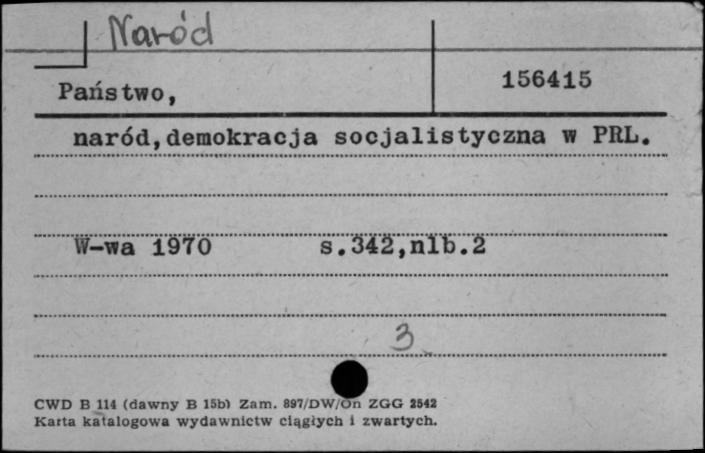 Naród
Państwo, 156415
naród,demokracja socjalistyczna w PRL.
W-wa 1970 s.342,nlb.2
3
CWD B 114 (dawny B 15b) Zam. 897/DW/On ZGG 2542
Karta katalogowa wydawnictw ciągłych i zwartych.